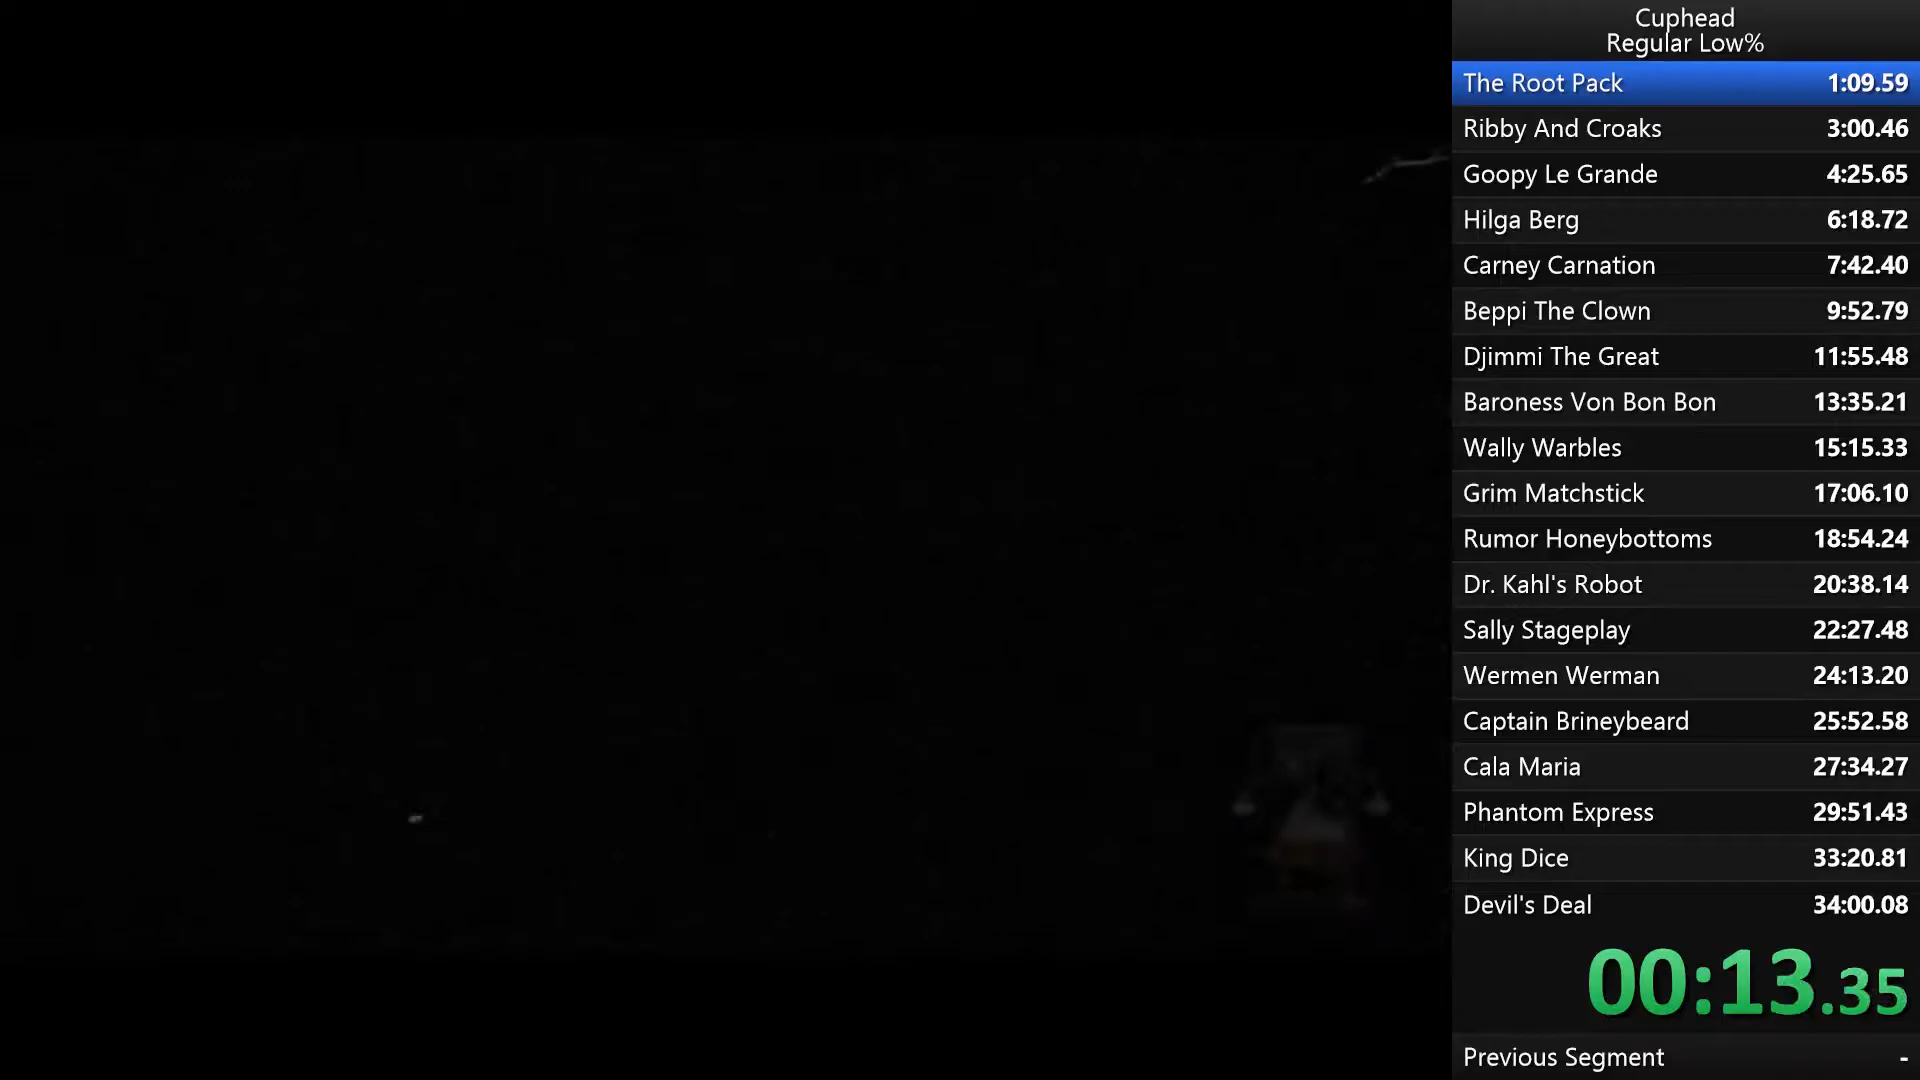 Cuphead
Regular Low%
The Root Pack 1:09.59
Ribby And Croaks 3:00.46
Goopy Le Grande 4:25.65
Hilga Berg 6:18.72
Carney Carnation 7:42.40
Beppi The Clown 9:52.79
Djimmi The Great 11:55.48
Baroness Von Bon Bon 13:35.21
Wally Warbles 15:15.33
Grim Matchstick 17:06.10
Rumor Honeybottoms 18:54.24
Dr. Kahl's Robot 20:38.14
Sally Stageplay 22:27.48
Wermen Werman 24:13.20
Captain Brineybeard 25:52.58
Cala Maria 27:34.27
Phantom Express 29:51.43
King Dice 33:20.81
Devil's Deal 34:00.08
00:13.35
Previous Segment -